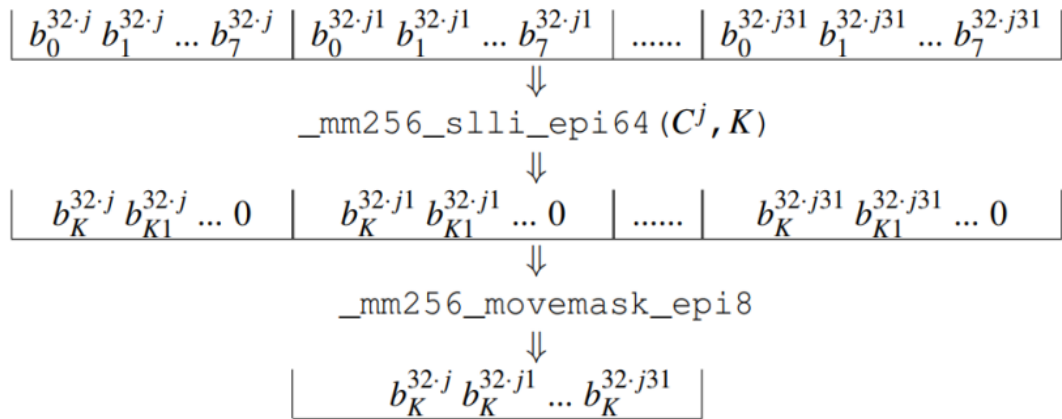 b_0^{32·j} b_1^{32·j} ... b_7^{32·j} b_0^{32·j1} b_1^{32·j1} ... b_7^{32·j1} ...... b_0^{32·j31} b_1^{32·j31} ... b_7^{32·j31}
⇓
_mm256_slli_epi64(C^j, K)
⇓
b_K^{32·j} b_{K1}^{32·j} ... 0 b_K^{32·j1} b_{K1}^{32·j1} ... 0 ...... b_K^{32·j31} b_{K1}^{32·j31} ... 0
⇓
_mm256_movemask_epi8
⇓
b_K^{32·j} b_K^{32·j1} ... b_K^{32·j31}